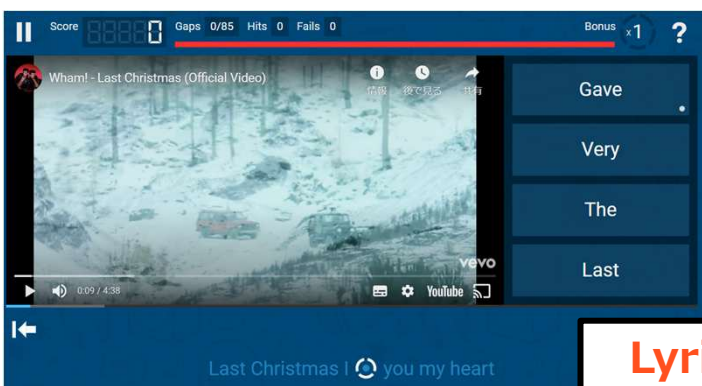 Score 0 Gaps 0/85 Hits 0 Fails 0 Bonus x1 ?
Wham! - Last Christmas (Official Video)
情報 後で見る 共有
Gave
Very
The
Last
vevo
0:09 / 4:38 YouTube
Last Christmas I you my heart
Lyri